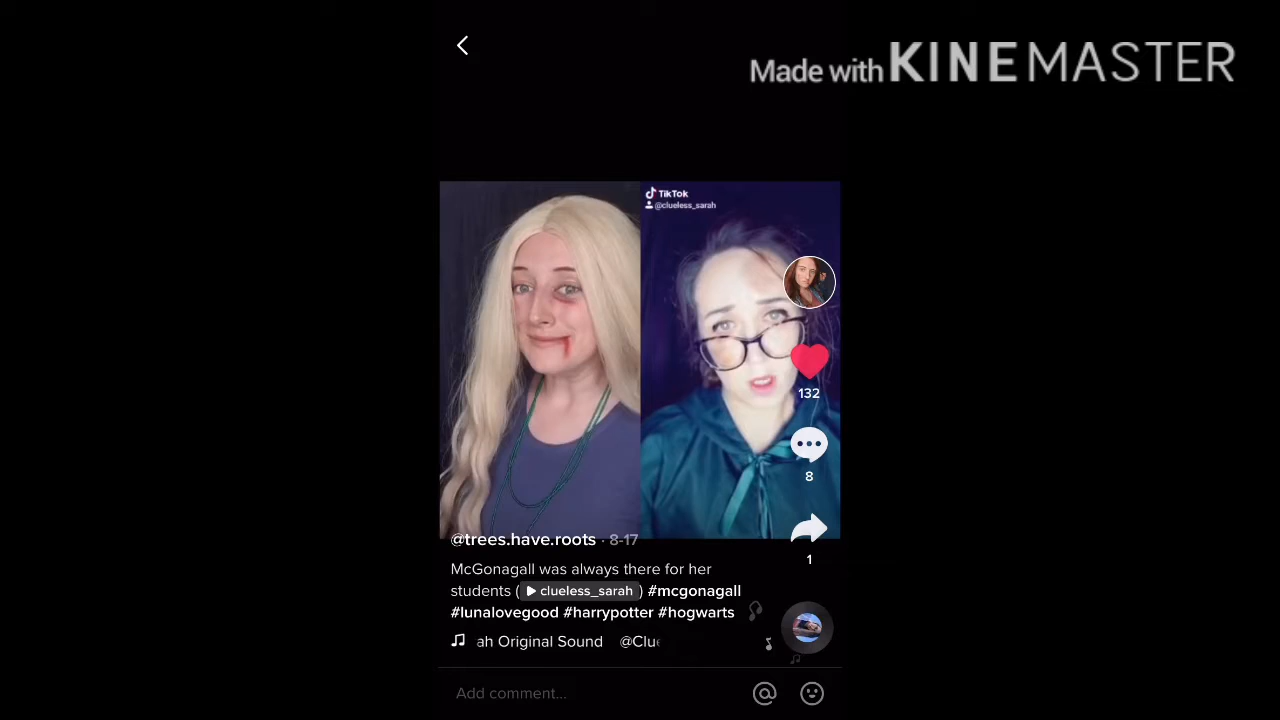 Made with KINEMASTER
TikTok
@clueless_sarah
132
8
1
@trees.have.roots · 8-17
McGonagall was always there for her
students ( clueless_sarah ) #mcgonagall
#lunalovegood #harrypotter #hogwarts
ah Original Sound @Clu
Add comment...